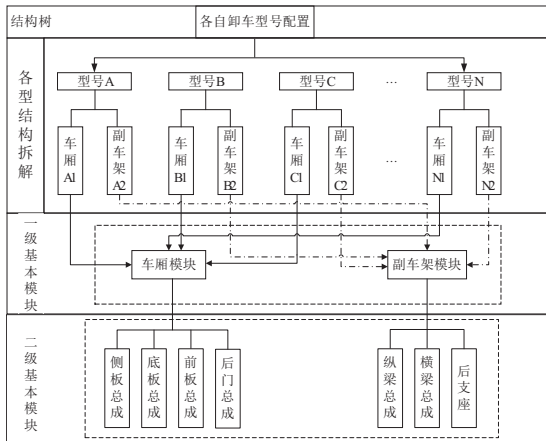 结构树
各自卸车型号配置
各型结构拆解
型号A
型号B
型号C
…
型号N
车厢A1
副车架A2
车厢B1
副车架B2
车厢C1
副车架C2
…
车厢N1
副车架N2
一级基本模块
车厢模块
副车架模块
二级基本模块
侧板总成
底板总成
前板总成
后门总成
纵梁总成
横梁总成
后支座